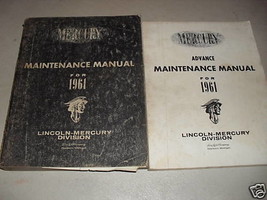 MERCURY
MAINTENANCE MANUAL
FOR
1961
LINCOLN-MERCURY
DIVISION
MERCURY
ADVANCE
MAINTENANCE MANUAL
FOR
1961
LINCOLN-MERCURY
DIVISION